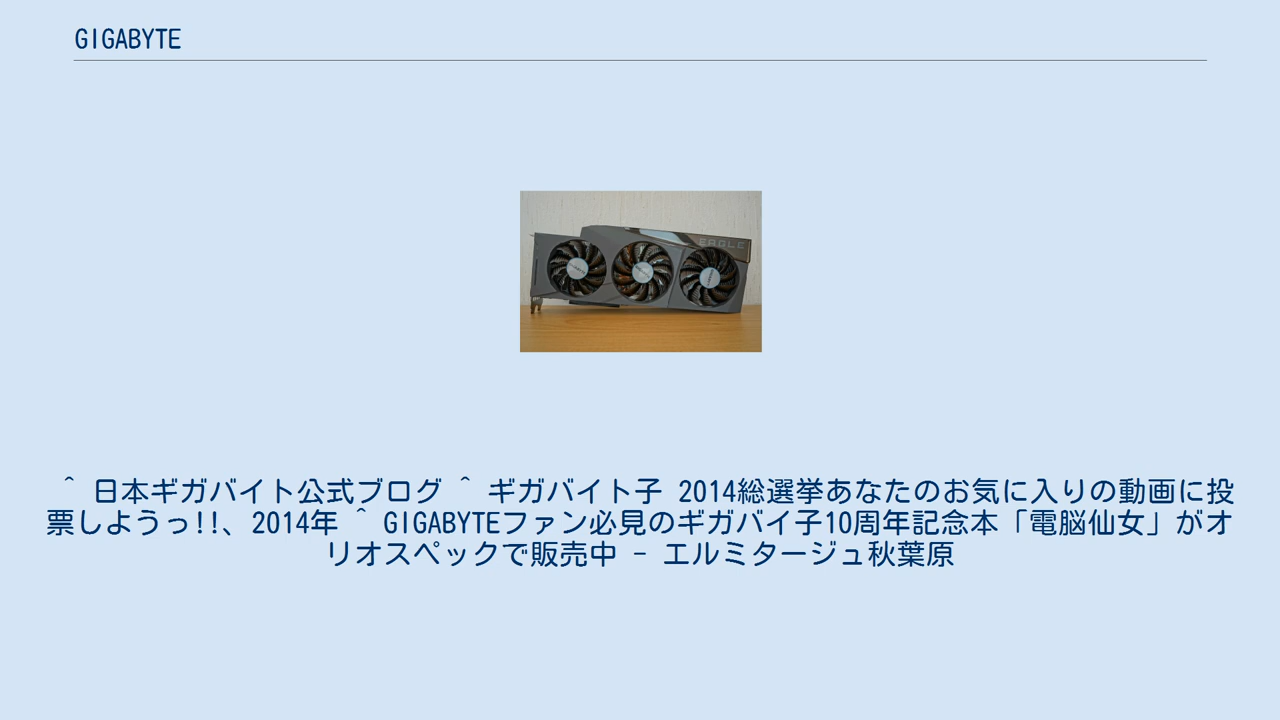 GIGABYTE
EAGLE
^ 日本ギガバイト公式ブログ ^ ギガバイト子 2014総選挙あなたのお気に入りの動画に投
票しようっ!!、2014年 ^ GIGABYTEファン必見のギガバイ子10周年記念本「電脳仙女」がオ
リオスペックで販売中 - エルミタージュ秋葉原